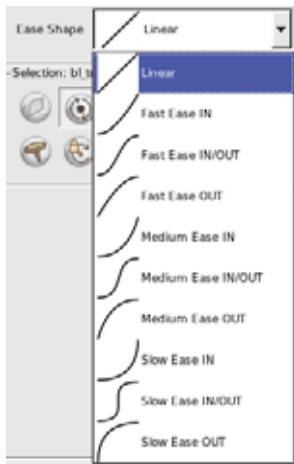 Ease Shape
Linear
Selection: bl_t
Linear
Fast Ease IN
Fast Ease IN/OUT
Fast Ease OUT
Medium Ease IN
Medium Ease IN/OUT
Medium Ease OUT
Slow Ease IN
Slow Ease IN/OUT
Slow Ease OUT